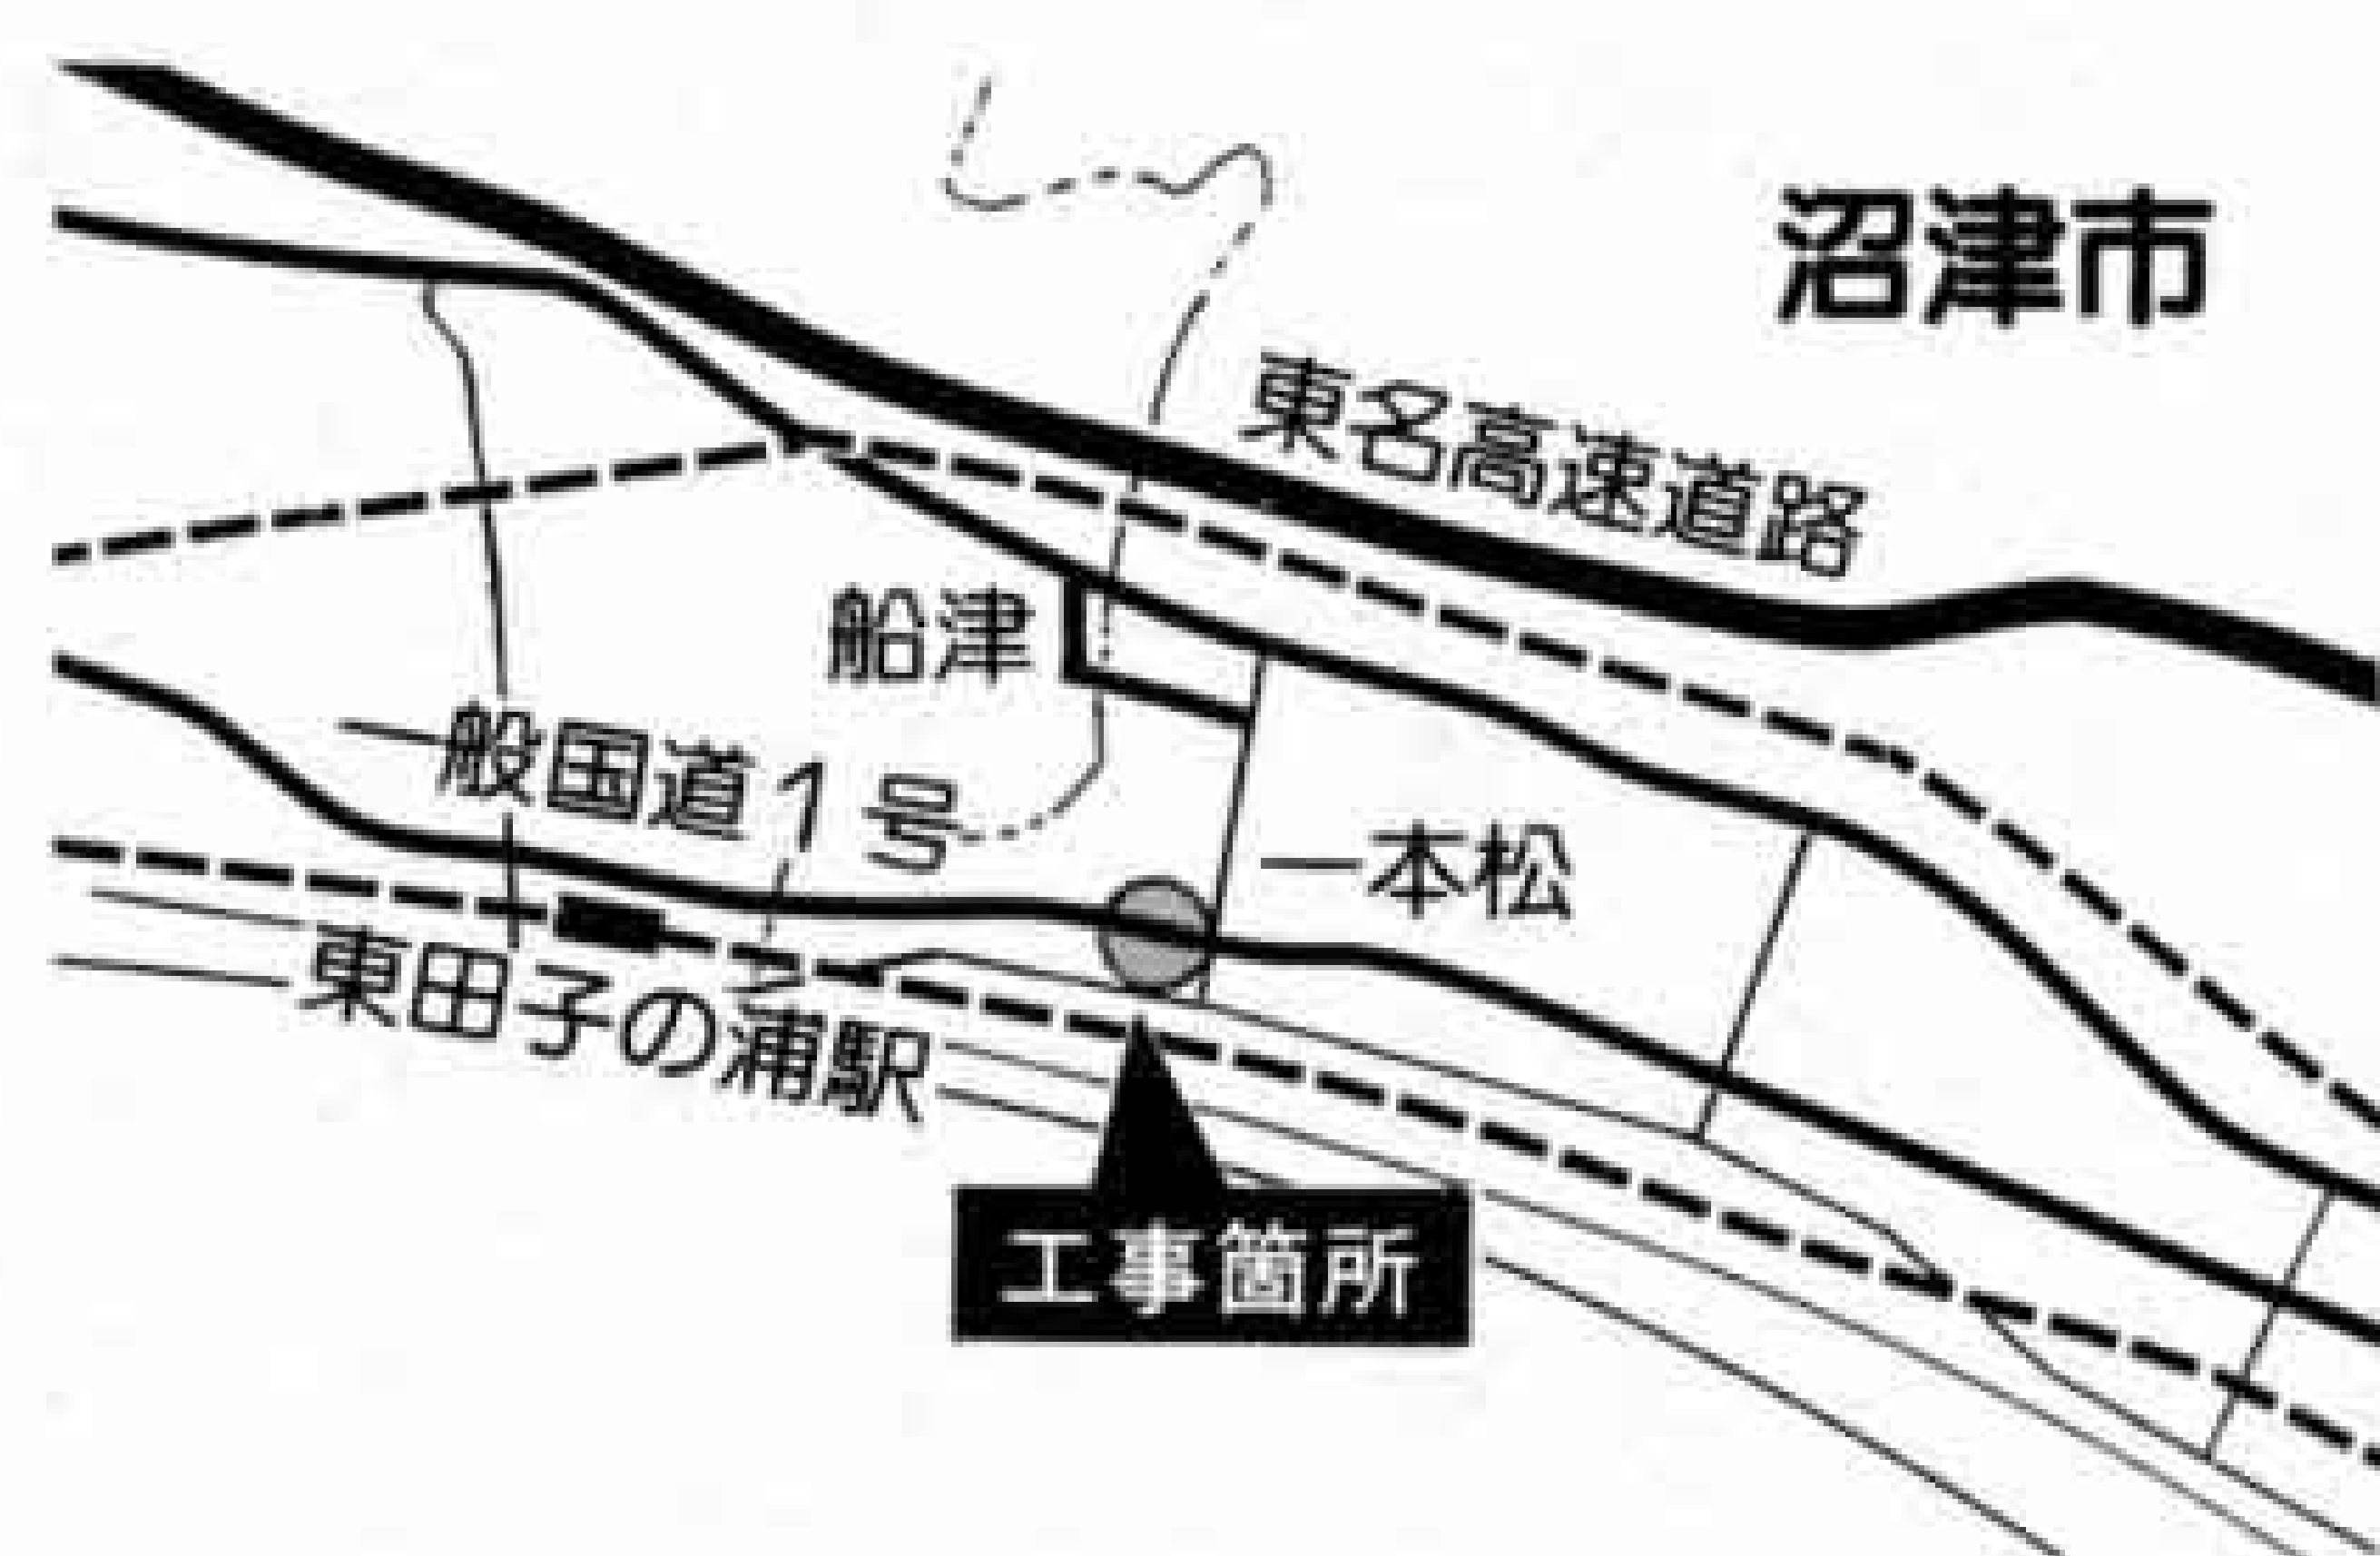 沼津市
東名高速道路
船津
一般国道1号
一本松
東田子の浦駅
工事箇所